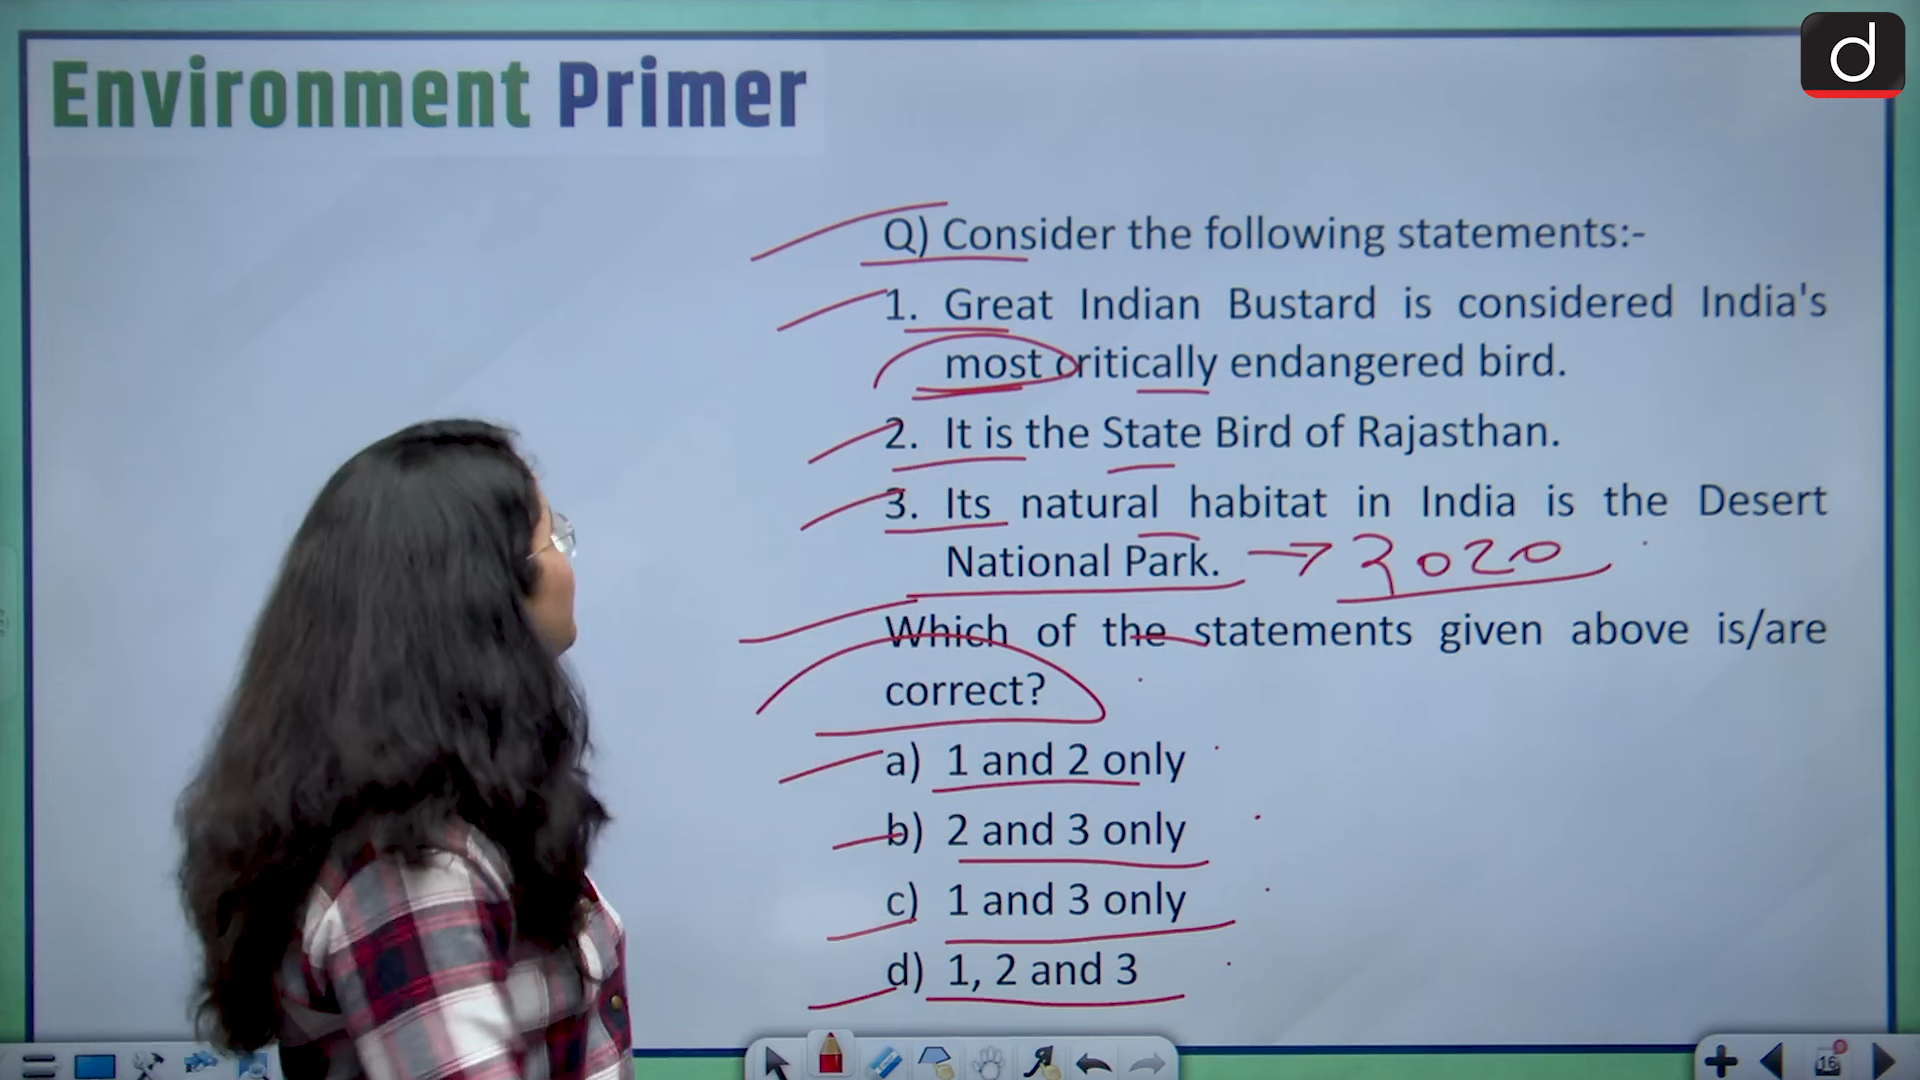 d
Environment Primer
Q) Consider the following statements:-
1. Great Indian Bustard is considered India's
most critically endangered bird.
2. It is the State Bird of Rajasthan.
3. Its natural habitat in India is the Desert
National Park. → 2020
Which of the statements given above is/are
correct?
a) 1 and 2 only
b) 2 and 3 only
c) 1 and 3 only
d) 1, 2 and 3
16